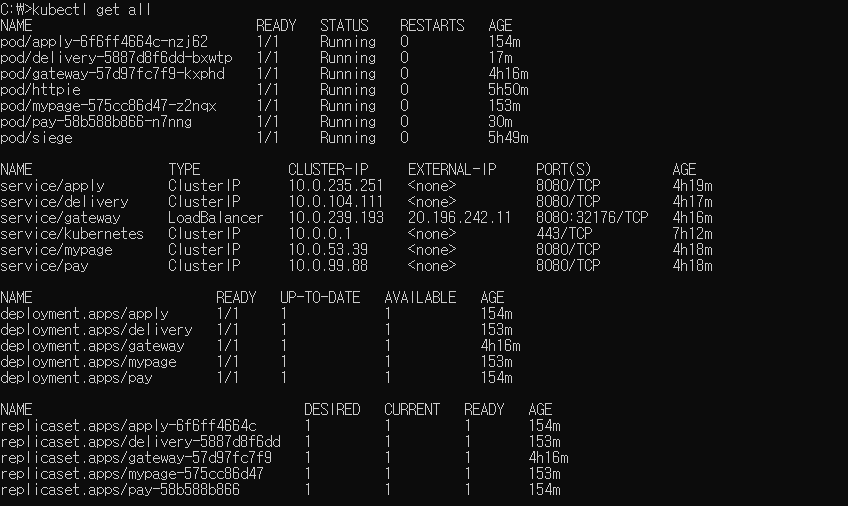 C:\>kubectl get all
NAME READY STATUS RESTARTS AGE
pod/apply-6f6ff4664c-nzj62 1/1 Running 0 154m
pod/delivery-5887d8f6dd-bxwtp 1/1 Running 0 17m
pod/gateway-57d97fc7f9-kxphd 1/1 Running 0 4h16m
pod/httpie 1/1 Running 0 5h50m
pod/mypage-575cc86d47-z2nqx 1/1 Running 0 153m
pod/pay-58b588b866-n7nng 1/1 Running 0 30m
pod/siege 1/1 Running 0 5h49m
NAME TYPE CLUSTER-IP EXTERNAL-IP PORT(S) AGE
service/apply ClusterIP 10.0.235.251 <none> 8080/TCP 4h19m
service/delivery ClusterIP 10.0.104.111 <none> 8080/TCP 4h17m
service/gateway LoadBalancer 10.0.239.193 20.196.242.11 8080:32176/TCP 4h16m
service/kubernetes ClusterIP 10.0.0.1 <none> 443/TCP 7h12m
service/mypage ClusterIP 10.0.53.39 <none> 8080/TCP 4h18m
service/pay ClusterIP 10.0.99.88 <none> 8080/TCP 4h18m
NAME READY UP-TO-DATE AVAILABLE AGE
deployment.apps/apply 1/1 1 1 154m
deployment.apps/delivery 1/1 1 1 153m
deployment.apps/gateway 1/1 1 1 4h16m
deployment.apps/mypage 1/1 1 1 153m
deployment.apps/pay 1/1 1 1 154m
NAME DESIRED CURRENT READY AGE
replicaset.apps/apply-6f6ff4664c 1 1 1 154m
replicaset.apps/delivery-5887d8f6dd 1 1 1 153m
replicaset.apps/gateway-57d97fc7f9 1 1 1 4h16m
replicaset.apps/mypage-575cc86d47 1 1 1 153m
replicaset.apps/pay-58b588b866 1 1 1 154m